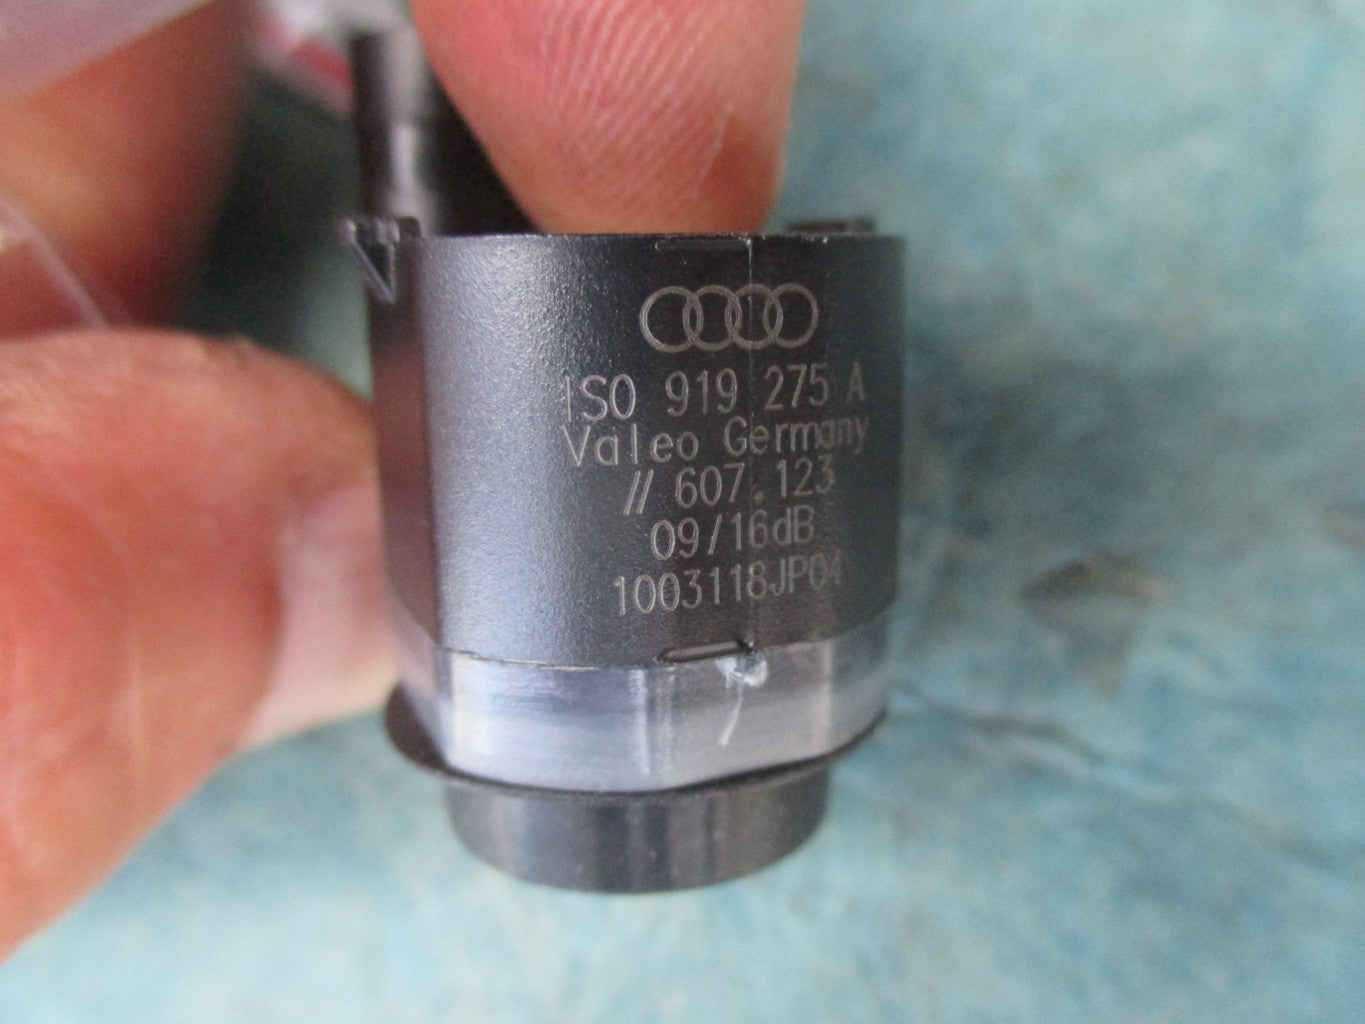 1S0 919 275 A
Valeo Germany
// 607.123
09/16dB
1003118JP04